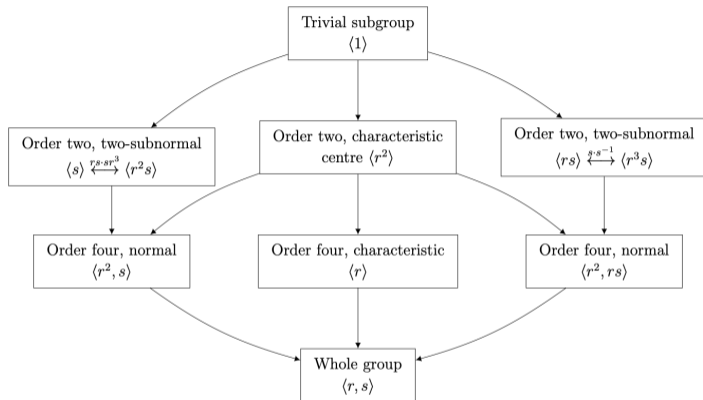 Trivial subgroup
⟨1⟩
Order two, two-subnormal
⟨s⟩ ⟷ ⟨r²s⟩
rs·sr³
Order two, characteristic
centre ⟨r²⟩
Order two, two-subnormal
⟨rs⟩ ⟷ ⟨r³s⟩
s·s⁻¹
Order four, normal
⟨r², s⟩
Order four, characteristic
⟨r⟩
Order four, normal
⟨r², rs⟩
Whole group
⟨r, s⟩